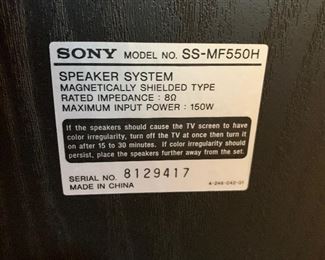 SONY MODEL NO. SS-MF550H
SPEAKER SYSTEM
MAGNETICALLY SHIELDED TYPE
RATED IMPEDANCE : 8Ω
MAXIMUM INPUT POWER : 150W
If the speakers should cause the TV screen to have
color irregularity, turn off the TV at once then turn it
on after 15 to 30 minutes. If color irregularity should
persist, place the speakers further away from the set.
SERIAL NO. 8129417
MADE IN CHINA 4-246-042-01